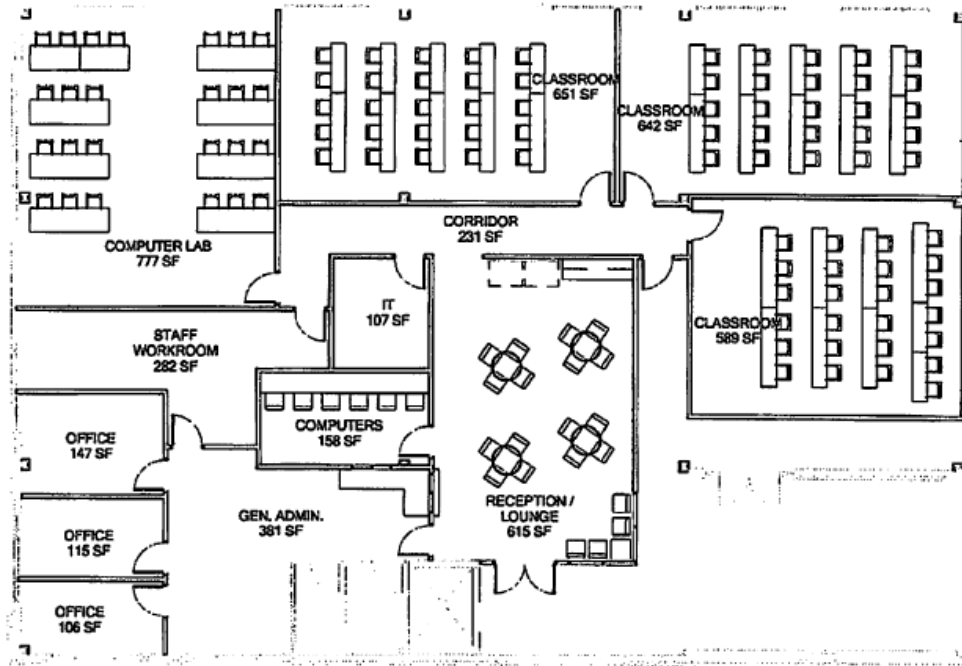 CLASSROOM
651 SF
CLASSROOM
642 SF
CORRIDOR
231 SF
COMPUTER LAB
777 SF
IT
107 SF
CLASSROOM
589 SF
STAFF
WORKROOM
282 SF
COMPUTERS
158 SF
OFFICE
147 SF
RECEPTION /
LOUNGE
615 SF
GEN. ADMIN.
381 SF
OFFICE
115 SF
OFFICE
106 SF